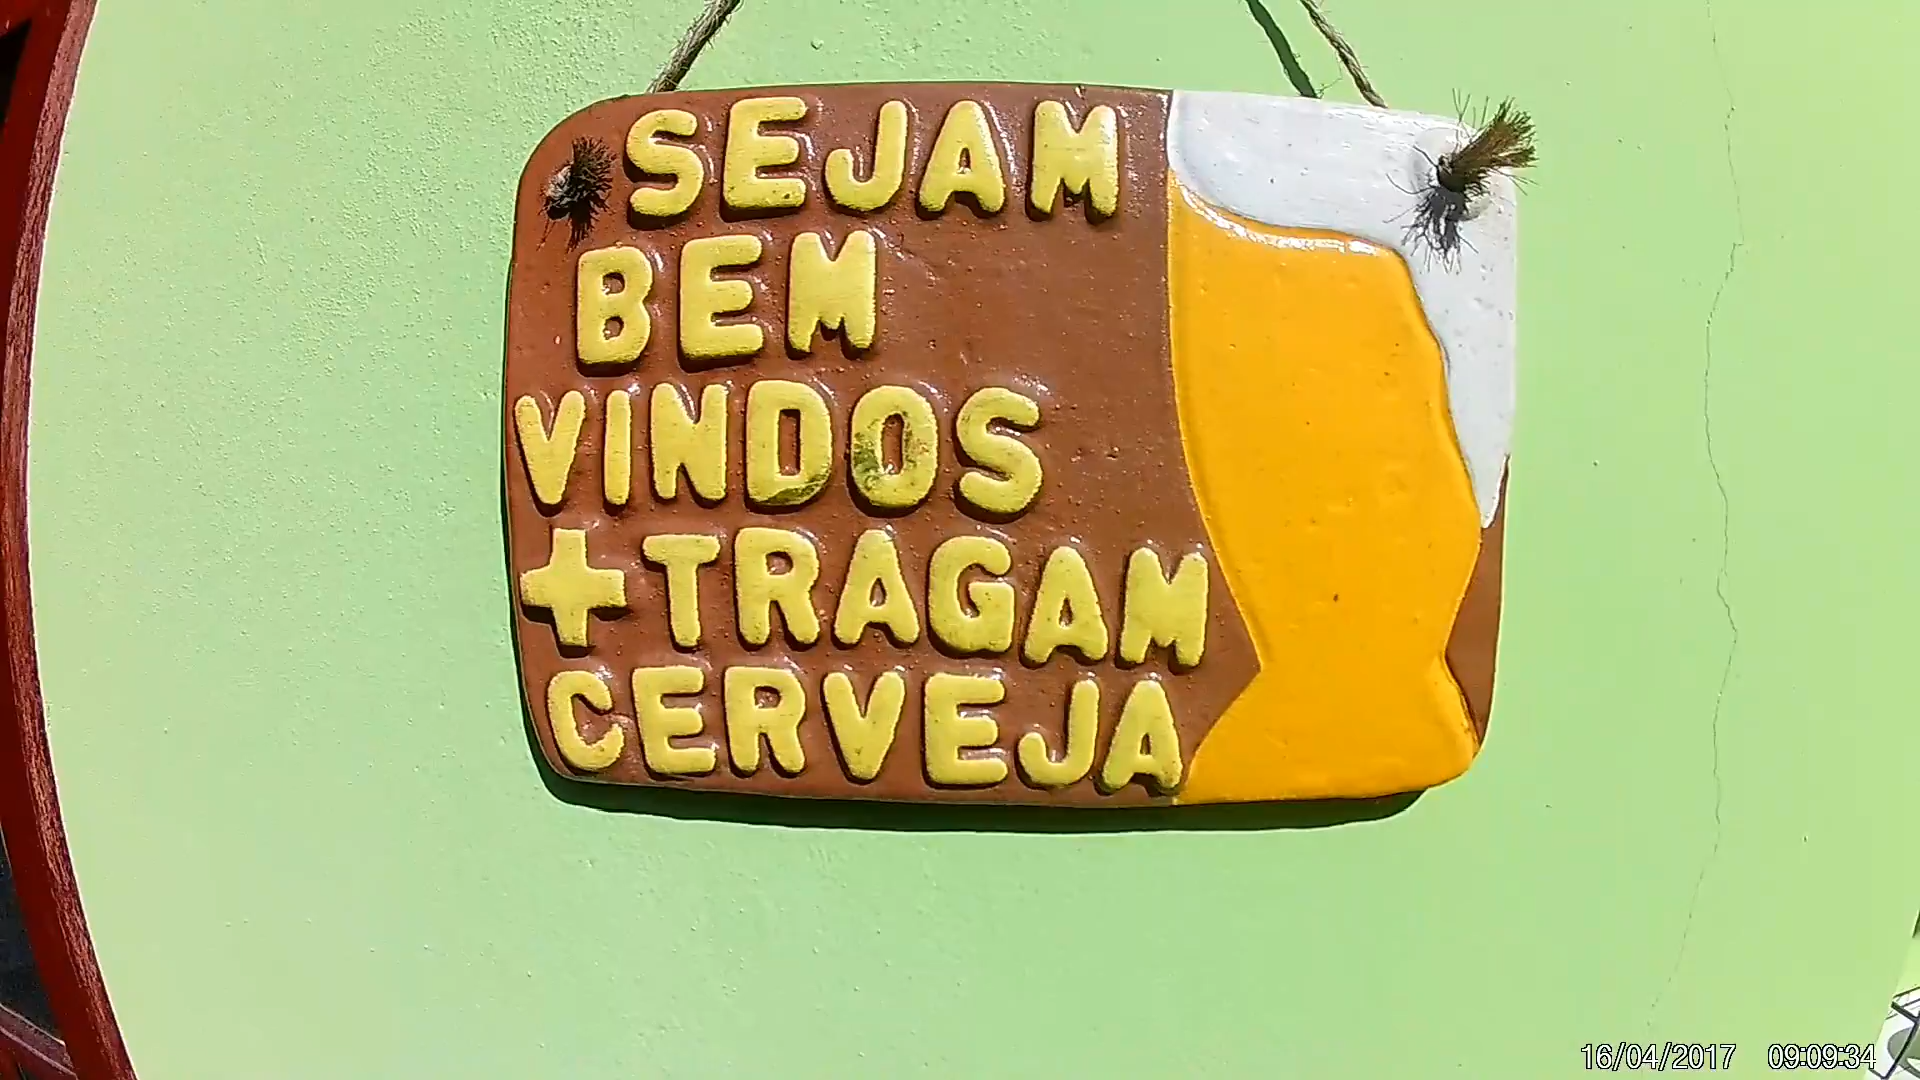 SEJAM
BEM
VINDOS
+TRAGAM
CERVEJA
16/04/2017 09:09:34